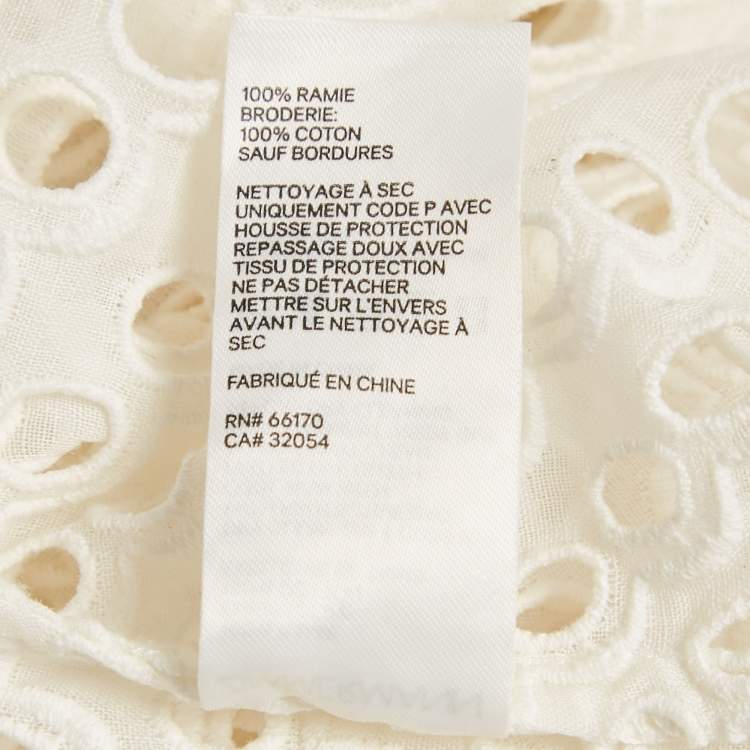 100% RAMIE
BRODERIE:
100% COTON
SAUF BORDURES
NETTOYAGE À SEC
UNIQUEMENT CODE P AVEC
HOUSSE DE PROTECTION
REPASSAGE DOUX AVEC
TISSU DE PROTECTION
NE PAS DÉTACHER
METTRE SUR L'ENVERS
AVANT LE NETTOYAGE À
SEC
FABRIQUÉ EN CHINE
RN# 66170
CA# 32054